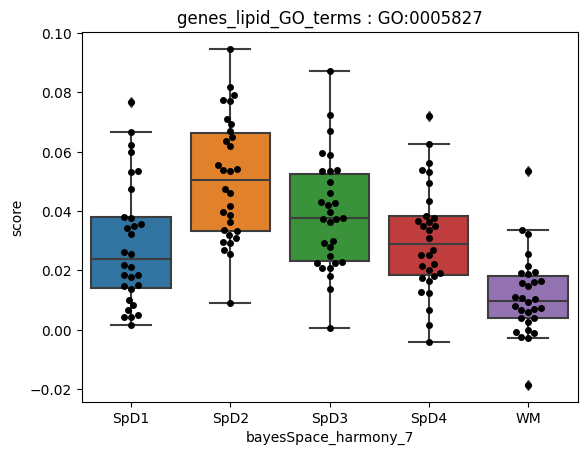 genes_lipid_GO_terms : GO:0005827
0.10
0.08
0.06
0.04
0.02
0.00
−0.02
score
SpD1 SpD2 SpD3 SpD4 WM
bayesSpace_harmony_7